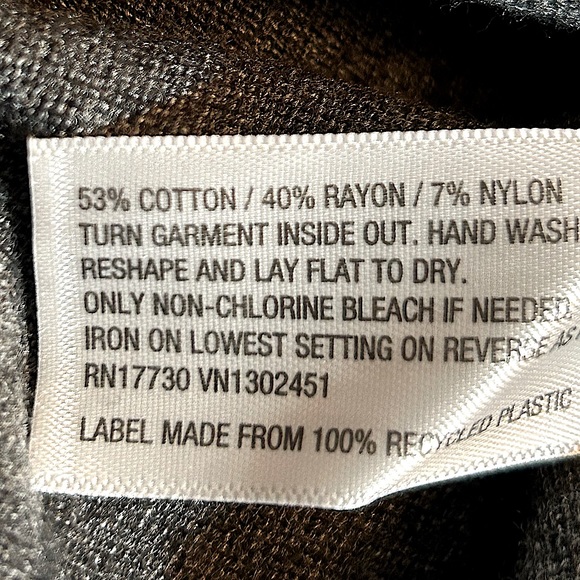 53% COTTON / 40% RAYON / 7% NYLON
TURN GARMENT INSIDE OUT. HAND WASH
RESHAPE AND LAY FLAT TO DRY.
ONLY NON-CHLORINE BLEACH IF NEEDED
IRON ON LOWEST SETTING ON REVERSE AS
RN17730 VN1302451
LABEL MADE FROM 100% RECYCLED PLASTIC